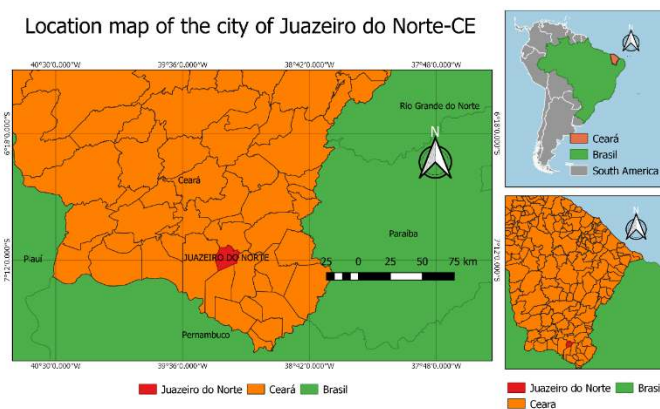 Location map of the city of Juazeiro do Norte-CE
40°30'0.000"W 39°36'0.000"W 38°42'0.000"W 37°48'0.000"W
Rio Grande do Norte
N
6°18'0.000"S 6°18'0.000"S
Ceará
Paraíba
Piauí
JUAZEIRO DO NORTE
25 0 25 50 75 km
7°12'0.000"S 7°12'0.000"S
Pernambuco
40°30'0.000"W 39°36'0.000"W 38°42'0.000"W 37°48'0.000"W
Juazeiro do Norte Ceará Brasil
N
Ceará
Brasil
South America
N
Juazeiro do Norte Brasil
Ceara